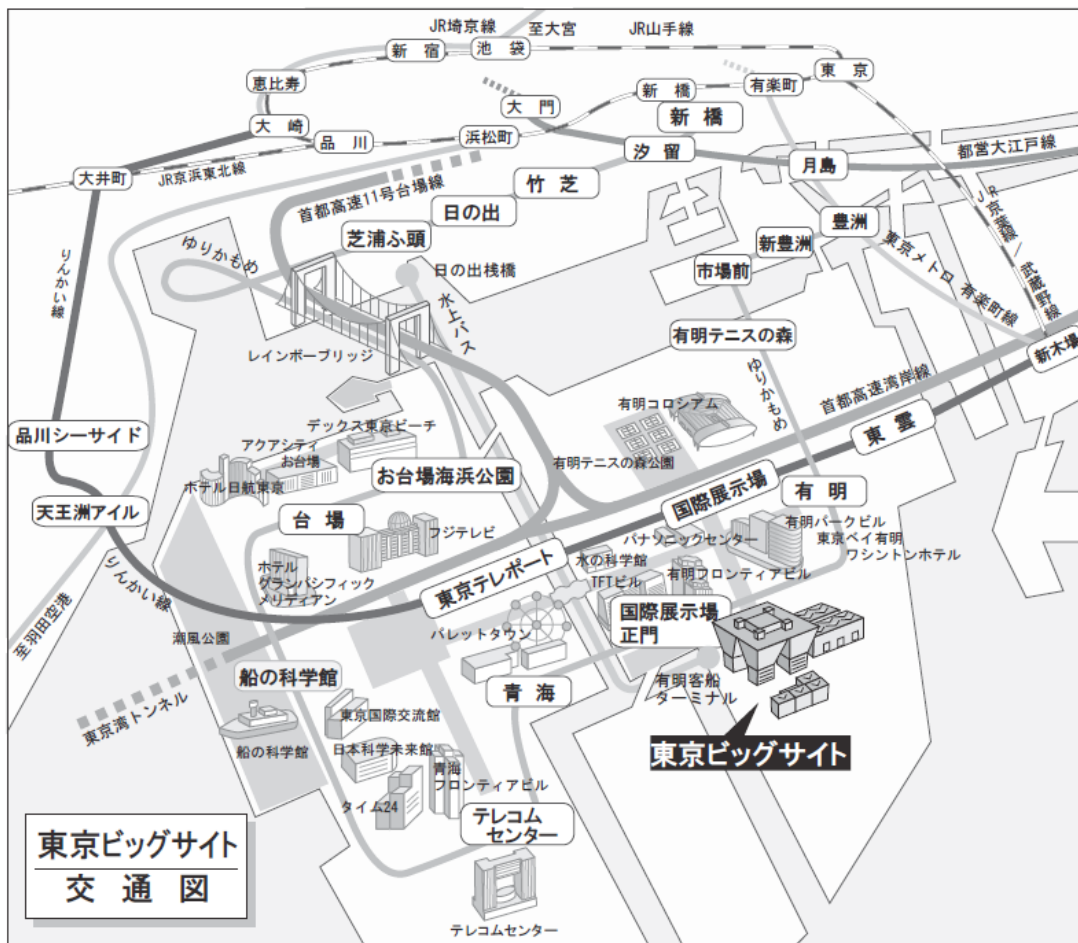 JR埼京線
至大宮
JR山手線
新宿
池袋
東京
恵比寿
新橋
有楽町
大門
新橋
大崎
品川
浜松町
汐留
月島
都営大江戸線
大井町
JR京浜東北線
竹芝
首都高速11号台場線
日の出
豊洲
JR京葉線/武蔵野線
芝浦ふ頭
新豊洲
東京メトロ 有楽町線
ゆりかもめ
日の出桟橋
市場前
りんかい線
水上バス
有明テニスの森
新木場
レインボーブリッジ
ゆりかもめ
首都高速湾岸線
有明コロシアム
デックス東京ビーチ
品川シーサイド
アクアシティ
お台場
有明テニスの森公園
東雲
お台場海浜公園
ホテル日航東京
国際展示場
有明
天王洲アイル
台場
フジテレビ
パナソニックセンター
有明パークビル
東京ベイ有明
ワシントンホテル
水の科学館
ホテル
グランパシフィック
メリディアン
りんかい線
東京テレポート
TFTビル
有明フロンティアビル
至羽田空港
潮風公園
パレットタウン
国際展示場
正門
船の科学館
青海
有明客船
ターミナル
東京湾トンネル
東京国際交流館
船の科学館
日本科学未来館
東京ビッグサイト
青海
フロンティアビル
タイム24
テレコム
センター
東京ビッグサイト
交通図
テレコムセンター